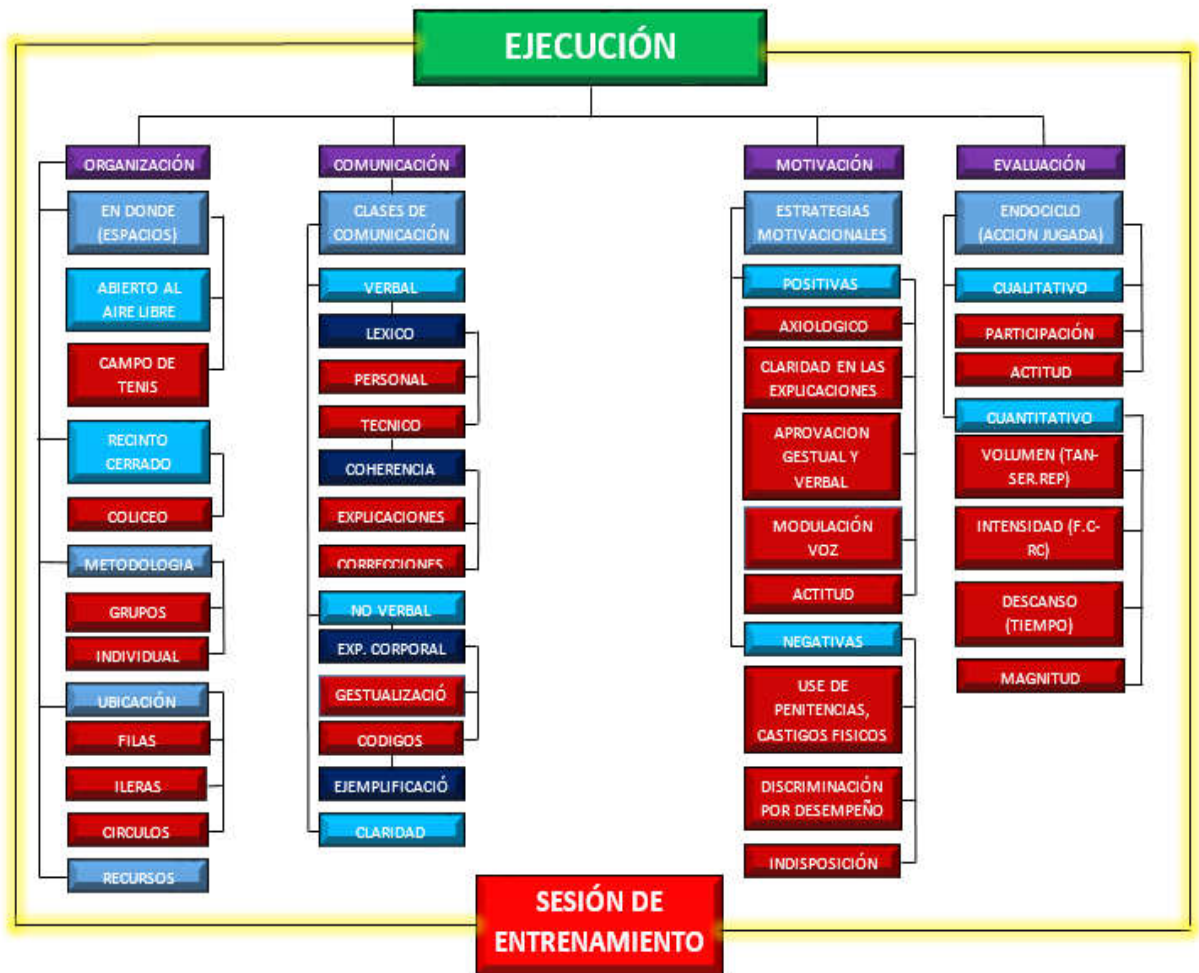 EJECUCIÓN
ORGANIZACIÓN
EN DONDE
(ESPACIOS)
ABIERTO AL
AIRE LIBRE
CAMPO DE
TENIS
RECINTO
CERRADO
COLICEO
METODOLOGIA
GRUPOS
INDIVIDUAL
UBICACIÓN
FILAS
ILERAS
CIRCULOS
RECURSOS
COMUNICACIÓN
CLASES DE
COMUNICACIÓN
VERBAL
LEXICO
PERSONAL
TECNICO
COHERENCIA
EXPLICACIONES
CORRECCIONES
NO VERBAL
EXP. CORPORAL
GESTUALIZACIÓ
CODIGOS
EJEMPLIFICACIÓ
CLARIDAD
MOTIVACIÓN
ESTRATEGIAS
MOTIVACIONALES
POSITIVAS
AXIOLOGICO
CLARIDAD EN LAS
EXPLICACIONES
APROVACION
GESTUAL Y
VERBAL
MODULACIÓN
VOZ
ACTITUD
NEGATIVAS
USE DE
PENITENCIAS,
CASTIGOS FISICOS
DISCRIMINACIÓN
POR DESEMPEÑO
INDISPOSICIÓN
EVALUACIÓN
ENDOCICLO
(ACCION JUGADA)
CUALITATIVO
PARTICIPACIÓN
ACTITUD
CUANTITATIVO
VOLUMEN (TAN-
SER.REP)
INTENSIDAD (F.C-
RC)
DESCANSO
(TIEMPO)
MAGNITUD
SESIÓN DE
ENTRENAMIENTO